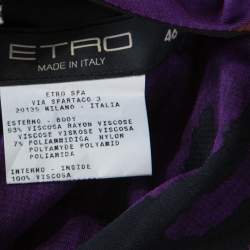 46
ETRO
MADE IN ITALY
ETRO SPA
VIA SPARTACO 3
20135 MILANO - ITALIA
ESTERNO - BODY
93% VISCOSA RAYON VISCOSE
VISCOSE VISKOSE VISCOSA
7% POLIAMMIDICA NYLON
POLYAMIDE POLYAMID
POLIAMIDA
INTERNO - INSIDE
100% VISCOSA